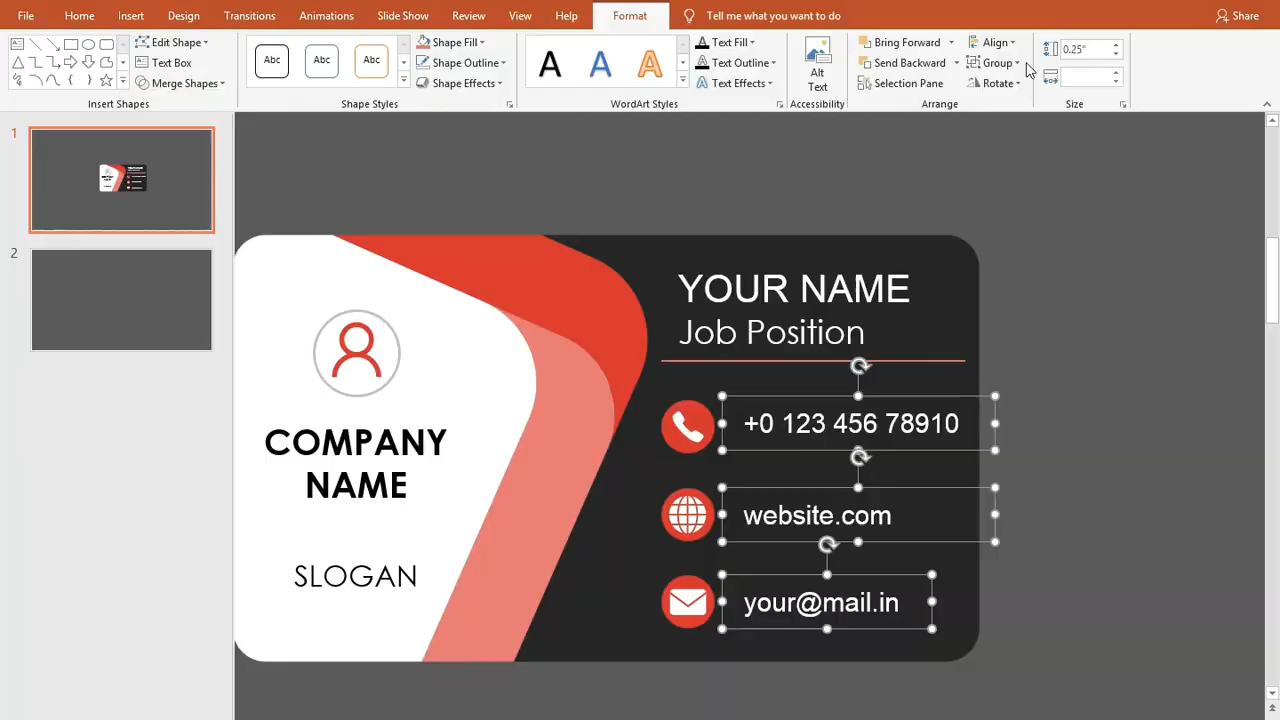 File Home Insert Design Transitions Animations Slide Show Review View Help Format Tell me what you want to do Share
Edit Shape
Text Box
Merge Shapes
Insert Shapes
Abc Abc Abc
Shape Fill
Shape Outline
Shape Effects
Shape Styles
A A A
Text Fill
Text Outline
Text Effects
WordArt Styles
Alt
Text
Accessibility
Bring Forward
Send Backward
Selection Pane
Align
Group
Rotate
Arrange
0.25"
Size
1
2
COMPANY
NAME
SLOGAN
YOUR NAME
Job Position
+0 123 456 78910
website.com
your@mail.in